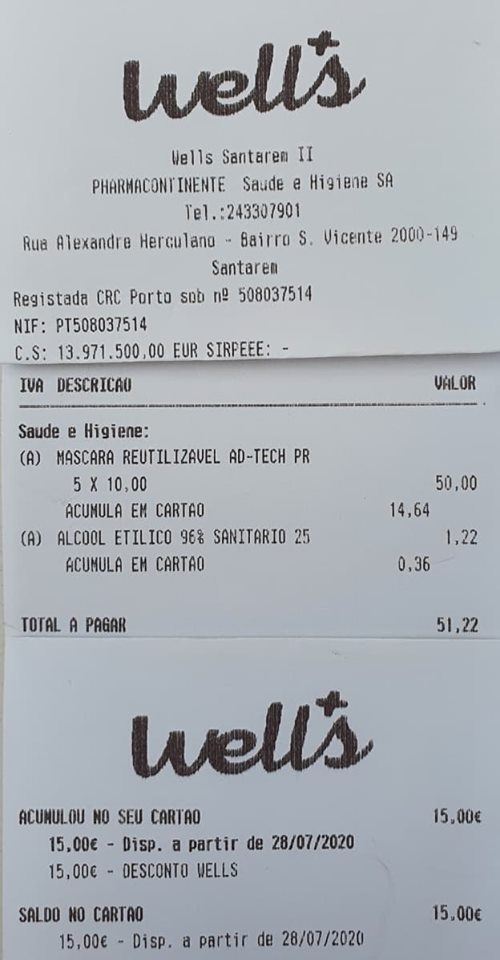 Well's
Wells Santarem II
PHARMACONTINENTE Saude e Higiene SA
Tel.:243307901
Rua Alexandre Herculano - Bairro S. Vicente 2000-149
Santarem
Registada CRC Porto sob nº 508037514
NIF: PT508037514
C.S: 13.971.500,00 EUR SIRPEEE: -
IVA DESCRICAO VALOR
Saude e Higiene:
(A) MASCARA REUTILIZAVEL AD-TECH PR
5 X 10,00 50,00
ACUMULA EM CARTAO 14,64
(A) ALCOOL ETILICO 96% SANITARIO 25 1,22
ACUMULA EM CARTAO 0,36
TOTAL A PAGAR 51,22
Well's
ACUMULOU NO SEU CARTAO 15,00€
15,00€ - Disp. a partir de 28/07/2020
15,00€ - DESCONTO WELLS
SALDO NO CARTAO 15,00€
15,00€ - Disp. a partir de 28/07/2020